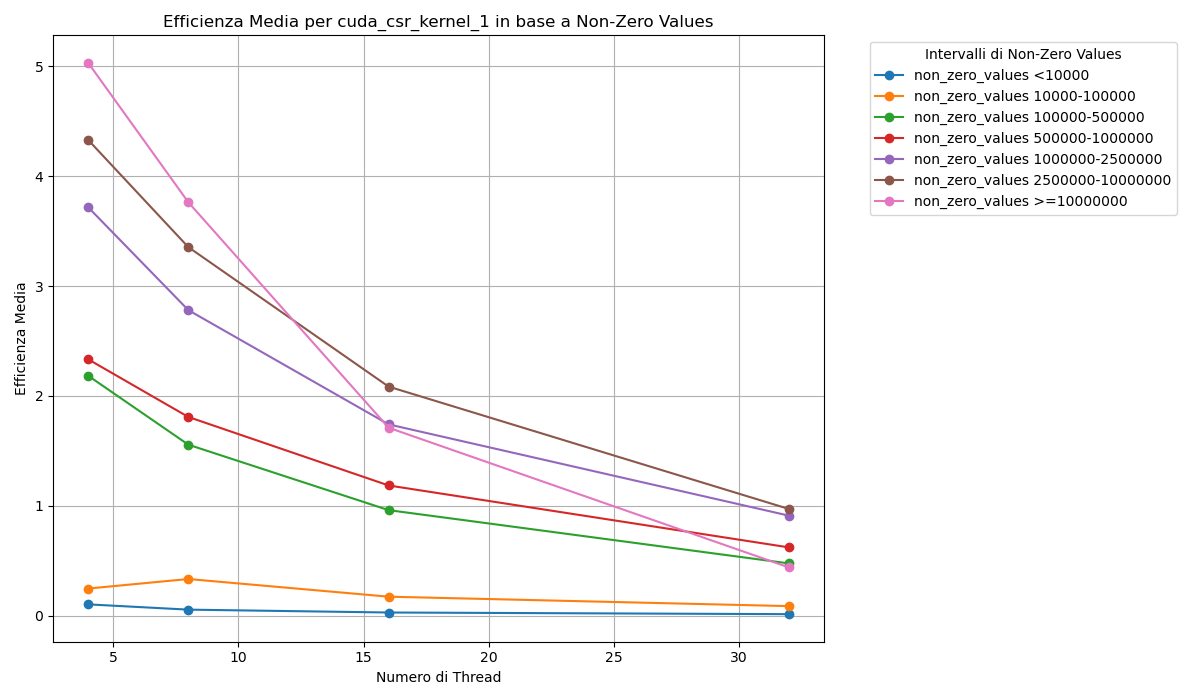 Efficienza Media per cuda_csr_kernel_1 in base a Non-Zero Values
Efficienza Media
5
4
3
2
1
0
5
10
15
20
25
30
Numero di Thread
Intervalli di Non-Zero Values
non_zero_values <10000
non_zero_values 10000-100000
non_zero_values 100000-500000
non_zero_values 500000-1000000
non_zero_values 1000000-2500000
non_zero_values 2500000-10000000
non_zero_values >=10000000